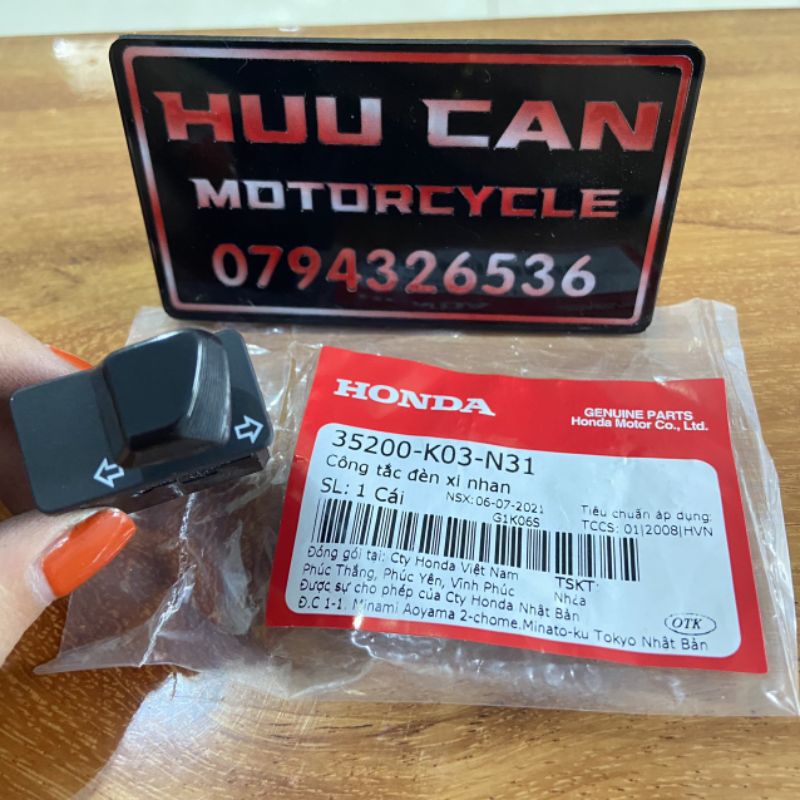 HUU CAN
MOTORCYCLE
0794326536
HONDA
GENUINE PARTS
Honda Motor Co., Ltd.
35200-K03-N31
Công tắc đèn xi nhan
SL: 1 Cái
NSX: 06-07-2021
G1K06S
Tiêu chuẩn áp dụng:
TCCS: 01|2008|HVN
Đóng gói tại: Cty Honda Việt Nam
Phúc Thắng, Phúc Yên, Vĩnh Phúc
TSKT:
Nhựa
Được sự cho phép của Cty Honda Nhật Bản
Đ.C 1-1. Minami Aoyama 2-chome.Minato-ku Tokyo Nhật Bản
OTK